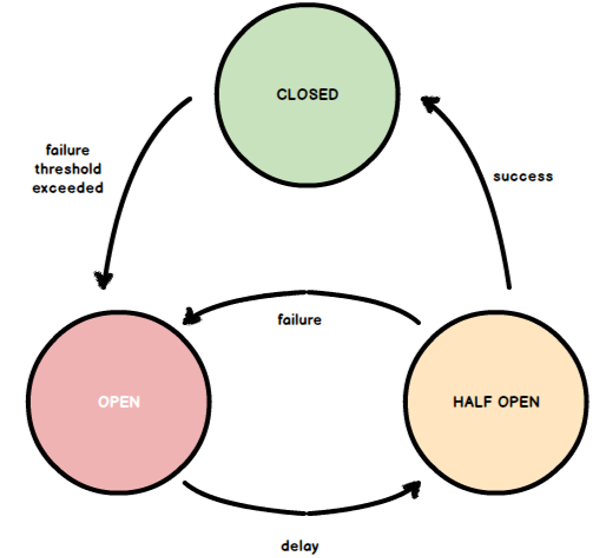 CLOSED
failure
threshold
exceeded
success
failure
OPEN
HALF OPEN
delay